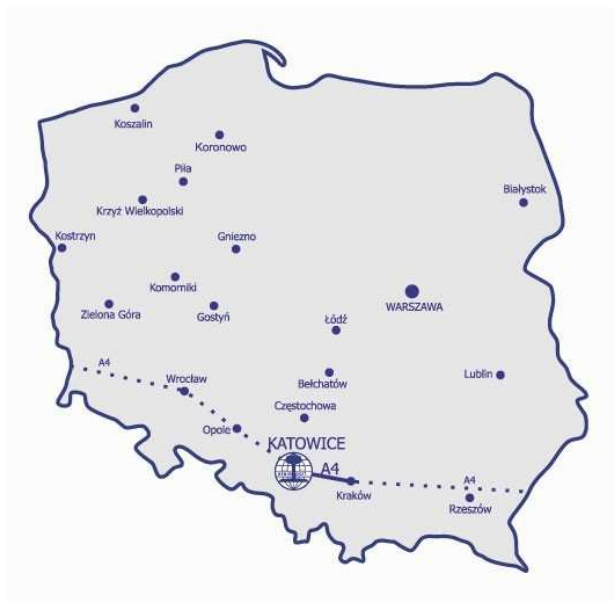 Koszalin
Koronowo
Piła
Białystok
Krzyż Wielkopolski
Kostrzyn
Gniezno
Komorniki
WARSZAWA
Zielona Góra
Gostyń
Łódź
A4
Wrocław
Bełchatów
Lublin
Częstochowa
Opole
KATOWICE
A4
A4
Kraków
Rzeszów